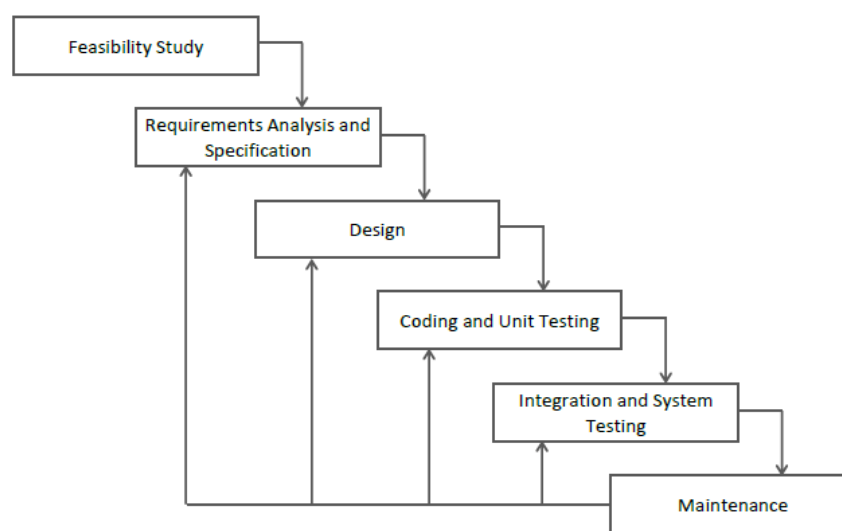 Feasibility Study
Requirements Analysis and
Specification
Design
Coding and Unit Testing
Integration and System
Testing
Maintenance